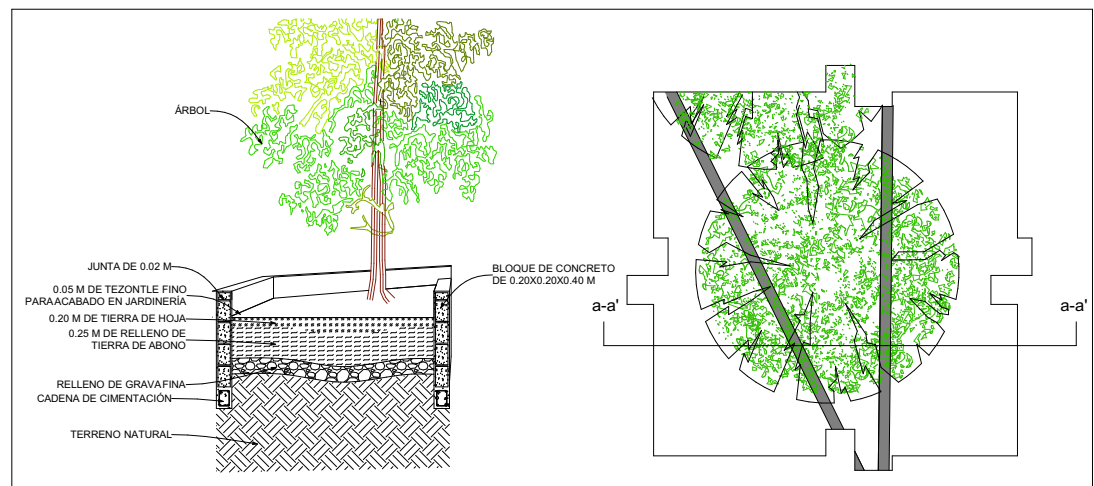 ÁRBOL
JUNTA DE 0.02 M
0.05 M DE TEZONTLE FINO
PARA ACABADO EN JARDINERÍA
0.20 M DE TIERRA DE HOJA
0.25 M DE RELLENO DE
TIERRA DE ABONO
RELLENO DE GRAVA FINA
CADENA DE CIMENTACIÓN
TERRENO NATURAL
BLOQUE DE CONCRETO
DE 0.20X0.20X0.40 M
a-a'
a-a'